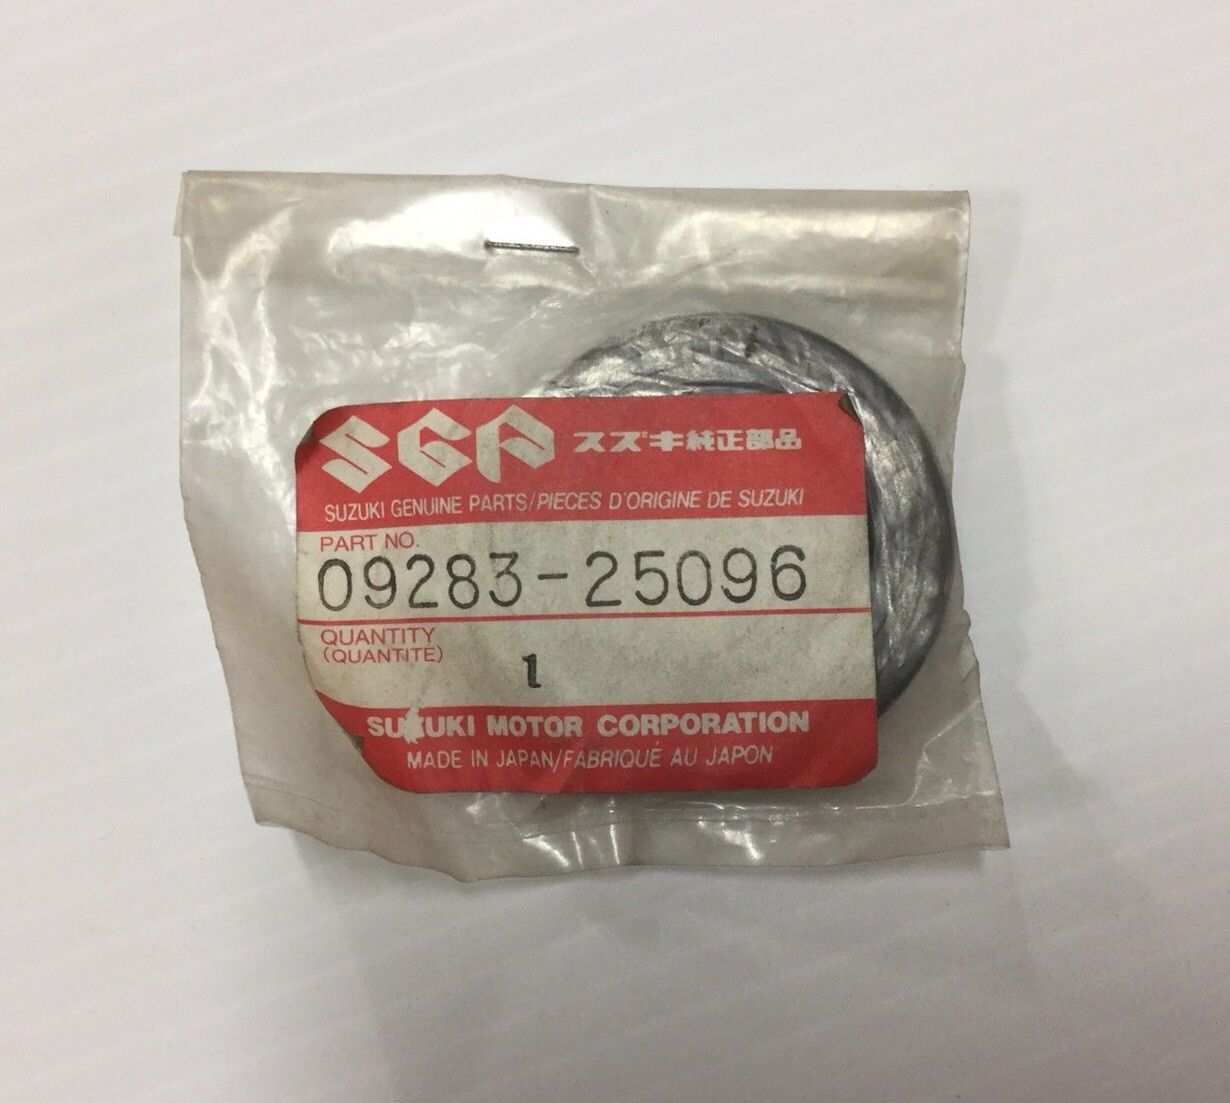 SGP スズキ純正部品
SUZUKI GENUINE PARTS/PIECES D'ORIGINE DE SUZUKI
PART NO.
09283-25096
QUANTITY
(QUANTITE)
1
SUZUKI MOTOR CORPORATION
MADE IN JAPAN/FABRIQUÉ AU JAPON